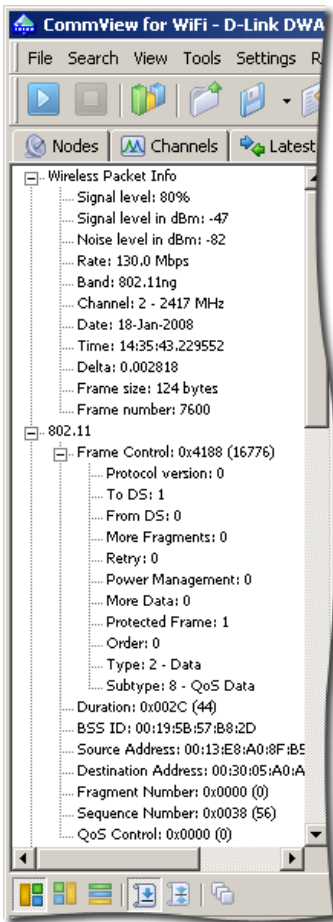 CommView for WiFi - D-Link DWA
File Search View Tools Settings
Nodes Channels Latest
Wireless Packet Info
Signal level: 80%
Signal level in dBm: -47
Noise level in dBm: -82
Rate: 130.0 Mbps
Band: 802.11ng
Channel: 2 - 2417 MHz
Date: 18-Jan-2008
Time: 14:35:43.229552
Delta: 0.002818
Frame size: 124 bytes
Frame number: 7600
802.11
Frame Control: 0x4188 (16776)
Protocol version: 0
To DS: 1
From DS: 0
More Fragments: 0
Retry: 0
Power Management: 0
More Data: 0
Protected Frame: 1
Order: 0
Type: 2 - Data
Subtype: 8 - QoS Data
Duration: 0x002C (44)
BSS ID: 00:19:5B:57:B8:2D
Source Address: 00:13:E8:A0:8F:B5
Destination Address: 00:30:05:A0:A
Fragment Number: 0x0000 (0)
Sequence Number: 0x0038 (56)
QoS Control: 0x0000 (0)